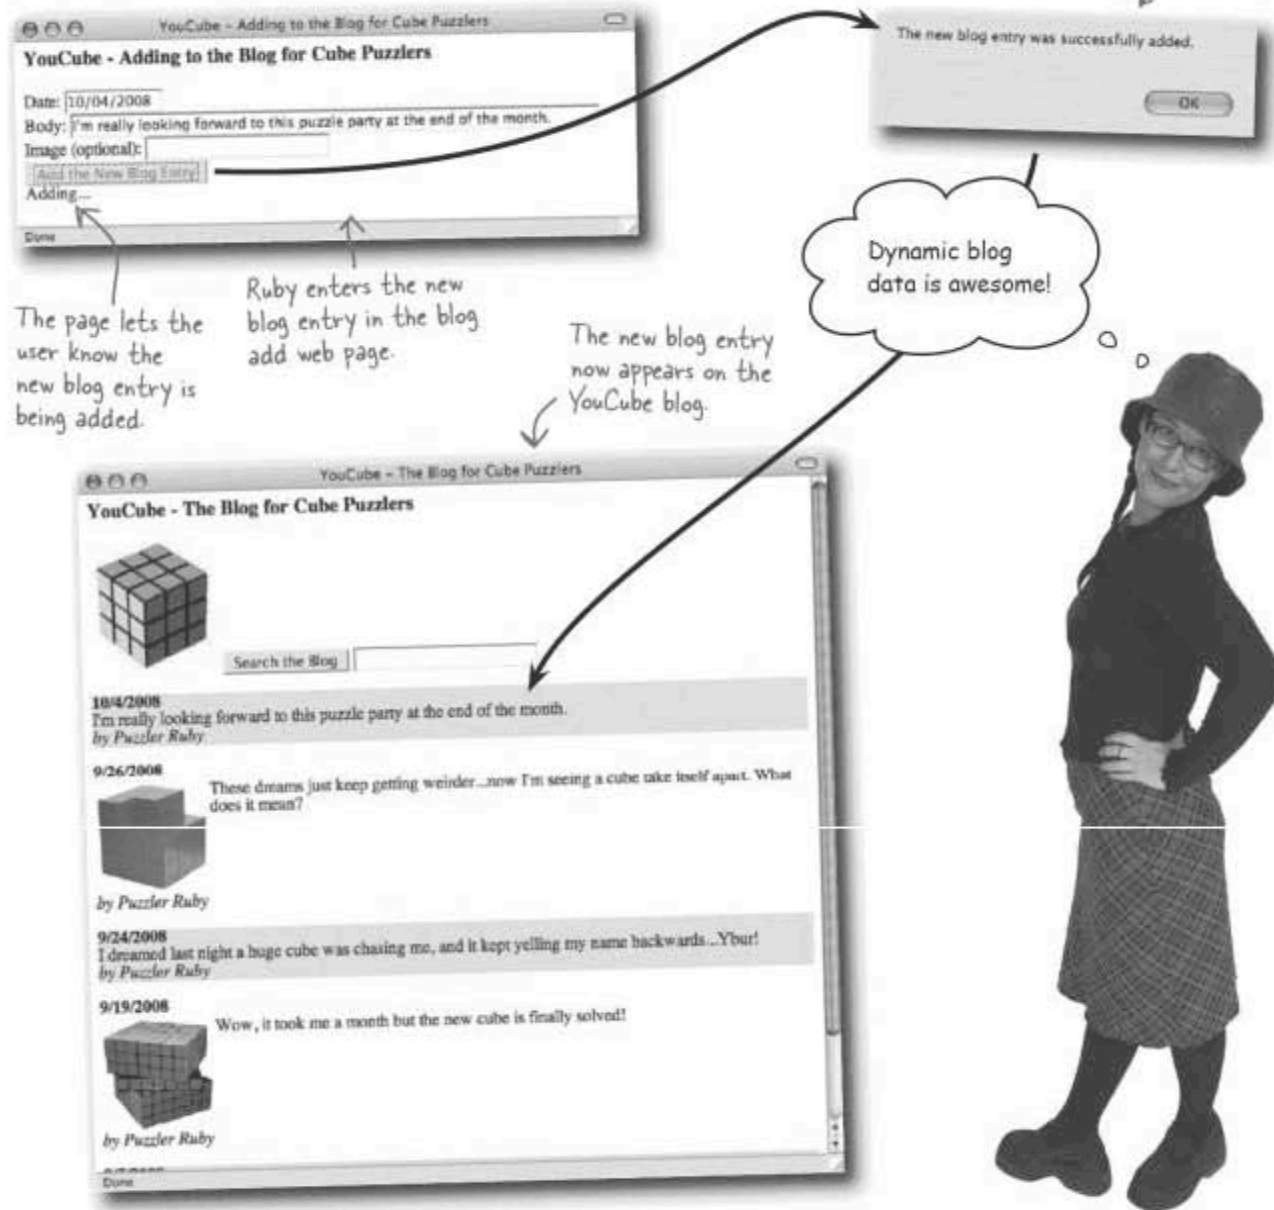 YouCube - Adding to the Blog for Cube Puzzlers
YouCube - Adding to the Blog for Cube Puzzlers
Date: 10/04/2008
Body: I'm really looking forward to this puzzle party at the end of the month.
Image (optional):
Add the New Blog Entry
Adding...
Done
The new blog entry was successfully added.
OK
Dynamic blog
data is awesome!
The page lets the
user know the
new blog entry is
being added.
Ruby enters the new
blog entry in the blog
add web page.
The new blog entry
now appears on the
YouCube blog.
YouCube - The Blog for Cube Puzzlers
YouCube - The Blog for Cube Puzzlers
Search the Blog
10/4/2008
I'm really looking forward to this puzzle party at the end of the month.
by Puzzler Ruby
9/26/2008
These dreams just keep getting weirder...now I'm seeing a cube take itself apart. What
does it mean?
by Puzzler Ruby
9/24/2008
I dreamed last night a huge cube was chasing me, and it kept yelling my name backwards...Ybur!
by Puzzler Ruby
9/19/2008
Wow, it took me a month but the new cube is finally solved!
by Puzzler Ruby
Done